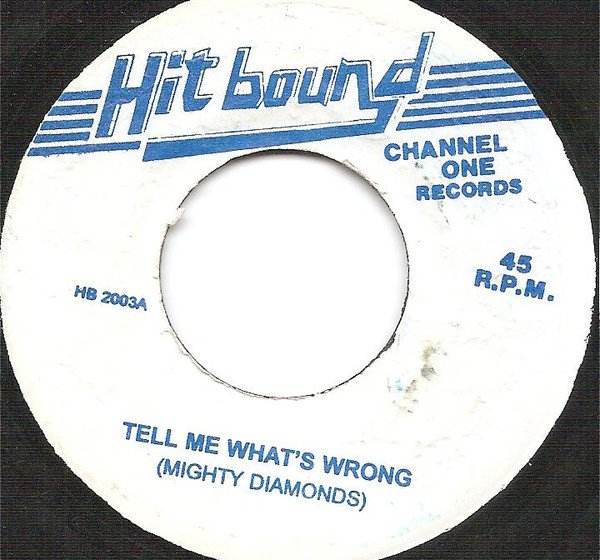 Hit bound
CHANNEL
ONE
RECORDS
45
R.P.M.
HB 2003A
TELL ME WHAT'S WRONG
(MIGHTY DIAMONDS)